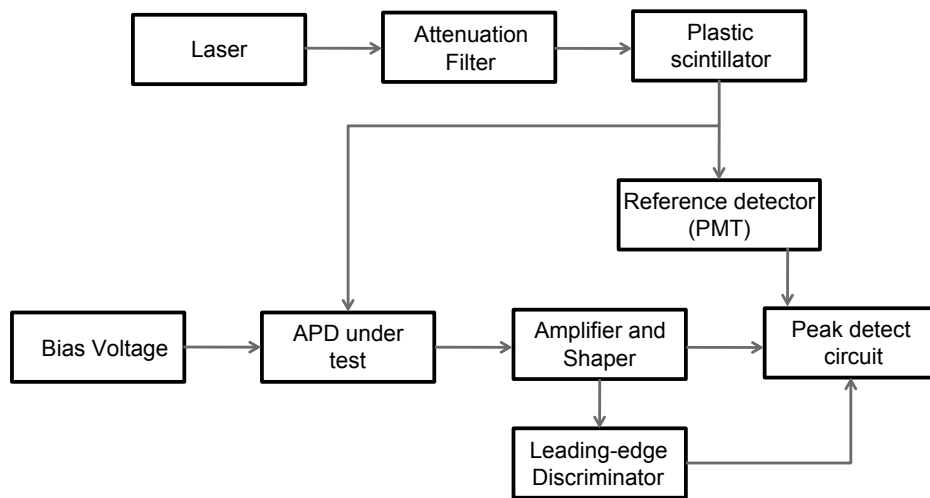 Laser
Attenuation
Filter
Plastic
scintillator
Reference detector
(PMT)
Bias Voltage
APD under
test
Amplifier and
Shaper
Peak detect
circuit
Leading-edge
Discriminator